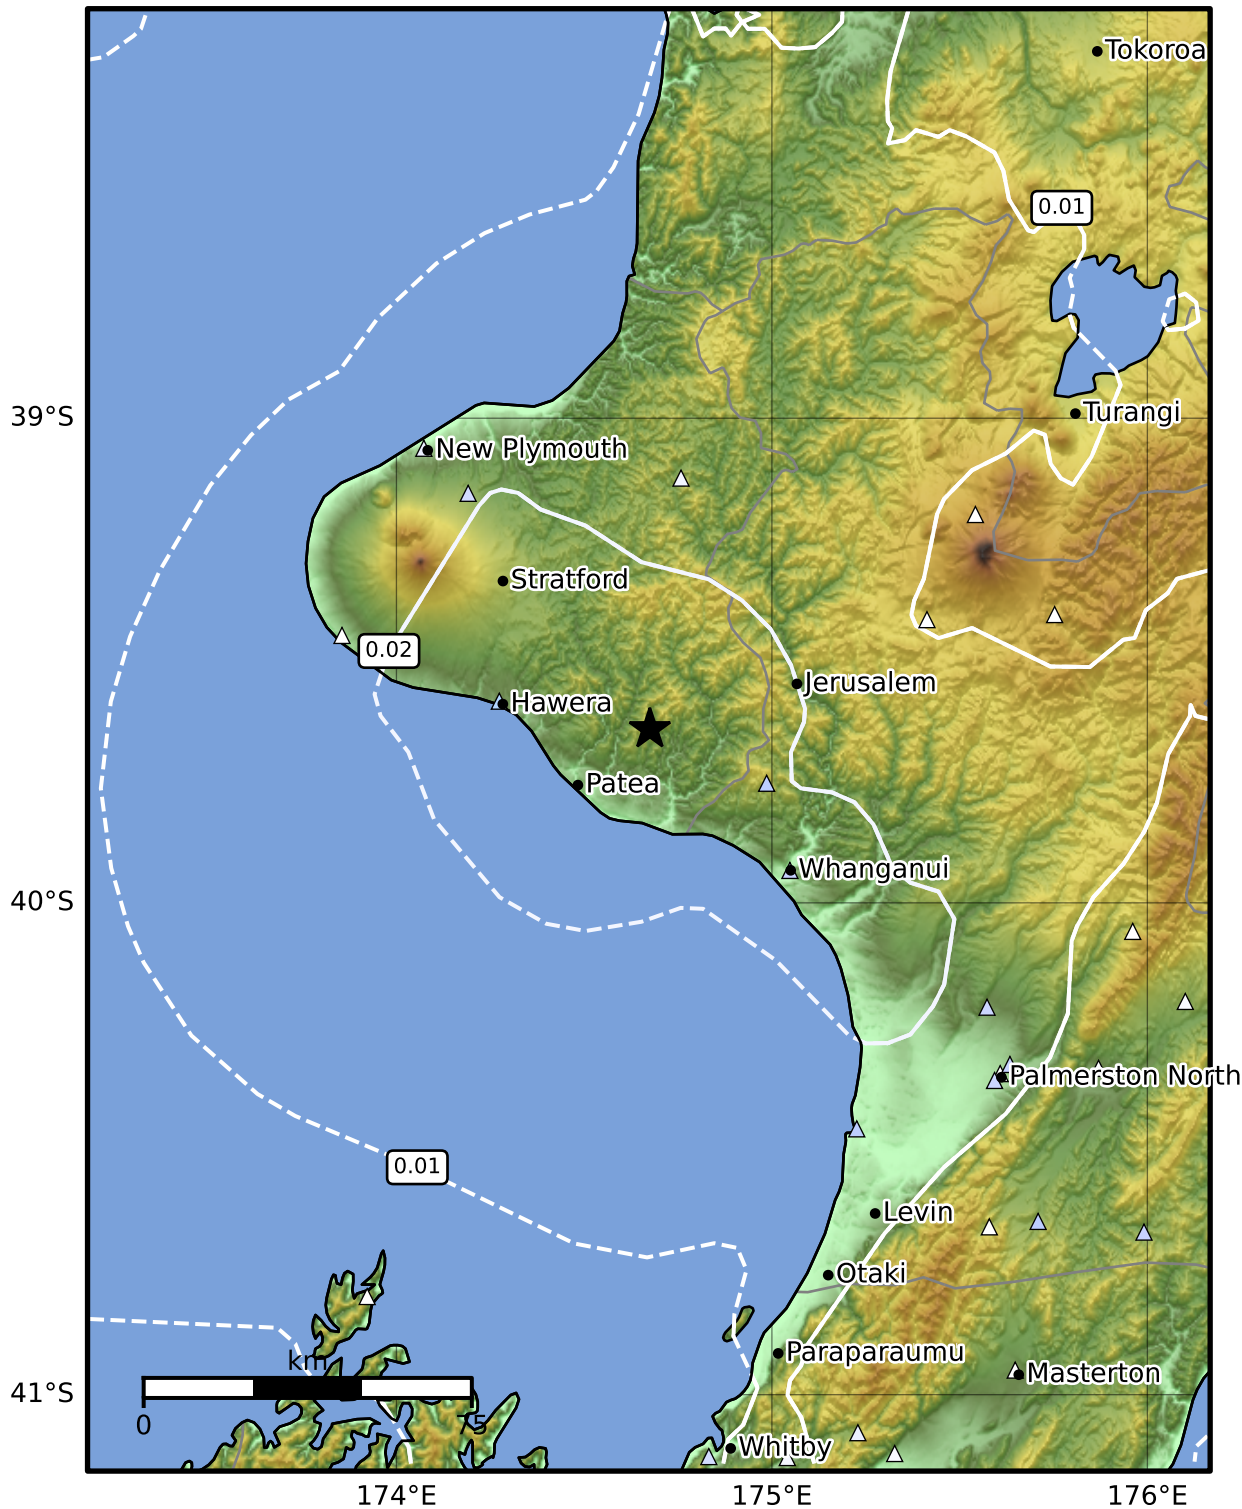 Tokoroa
0.01
39°S
Turangi
New Plymouth
Stratford
0.02
Jerusalem
Hawera
Patea
Whanganui
40°S
Palmerston North
0.01
Levin
Otaki
km
Paraparaumu
Masterton
41°S
0
75
Whitby
174°E
175°E
176°E